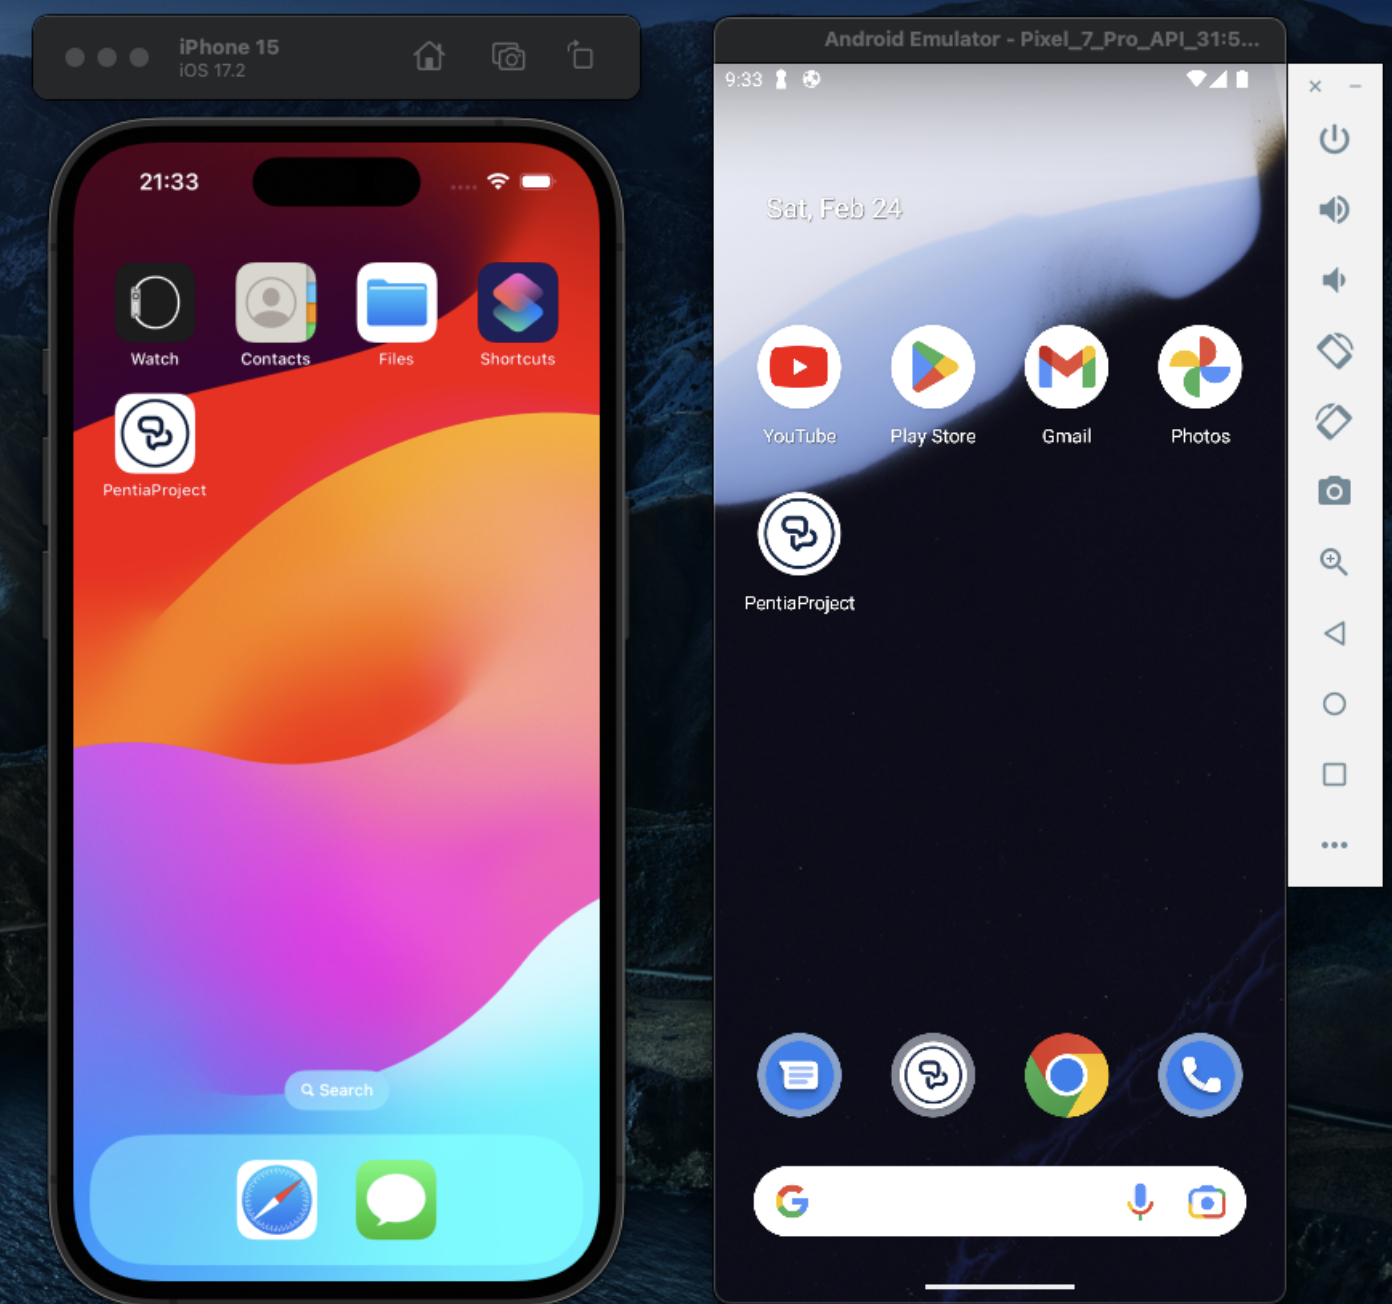 iPhone 15
iOS 17.2
21:33
Watch
Contacts
Files
Shortcuts
PentiaProject
Search
Android Emulator - Pixel_7_Pro_API_31:5...
9:33
Sat, Feb 24
YouTube
Play Store
Gmail
Photos
PentiaProject